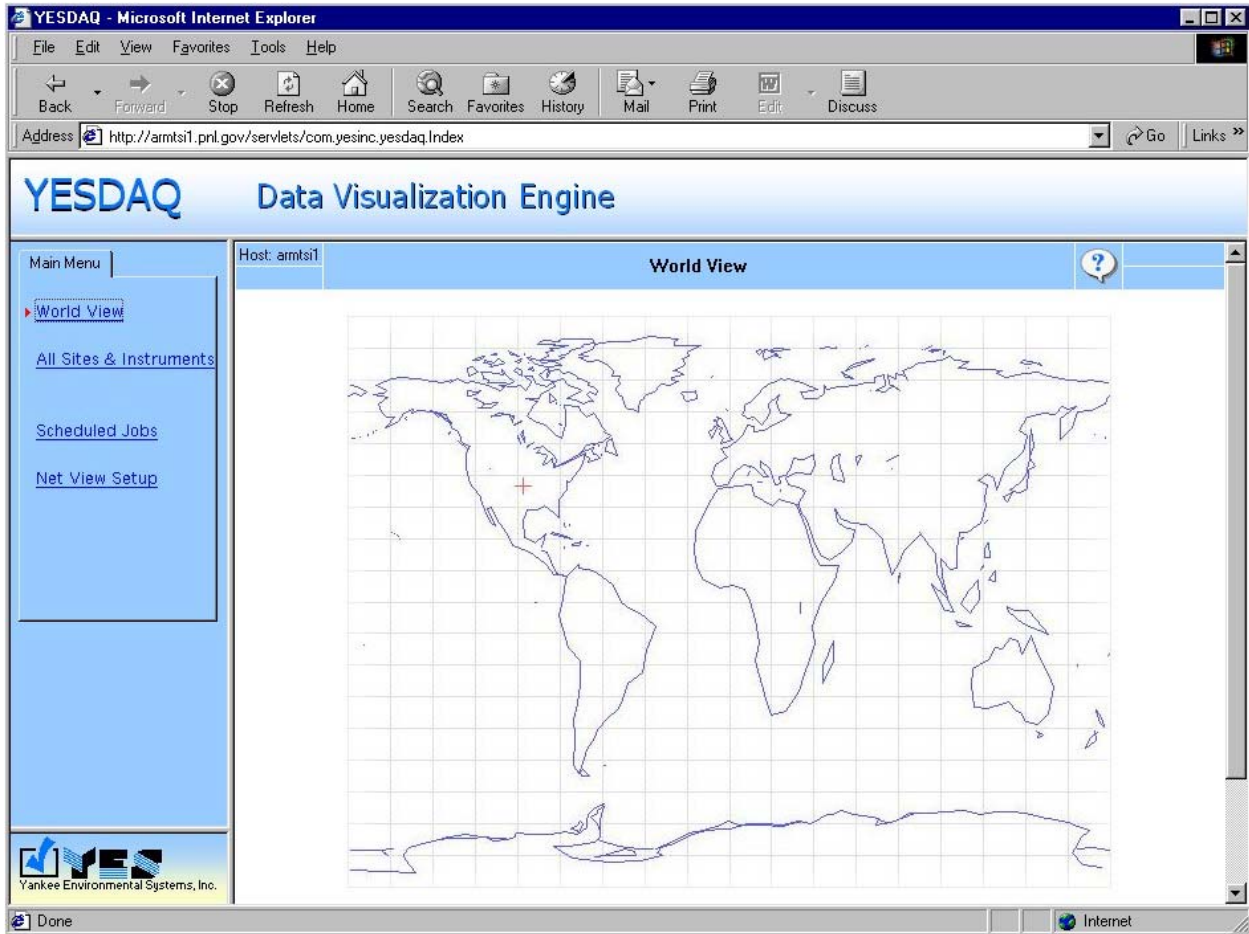 YESDAQ - Microsoft Internet Explorer
File Edit View Favorites Tools Help
Back Forward Stop Refresh Home Search Favorites History Mail Print Edit Discuss
Address http://armtsi1.pnl.gov/servlets/com.yesinc.yesdaq.Index Go Links »
YESDAQ Data Visualization Engine
Main Menu
World View
All Sites & Instruments
Scheduled Jobs
Net View Setup
Host: armtsi1
World View
?
YES
Yankee Environmental Systems, Inc.
Done
Internet